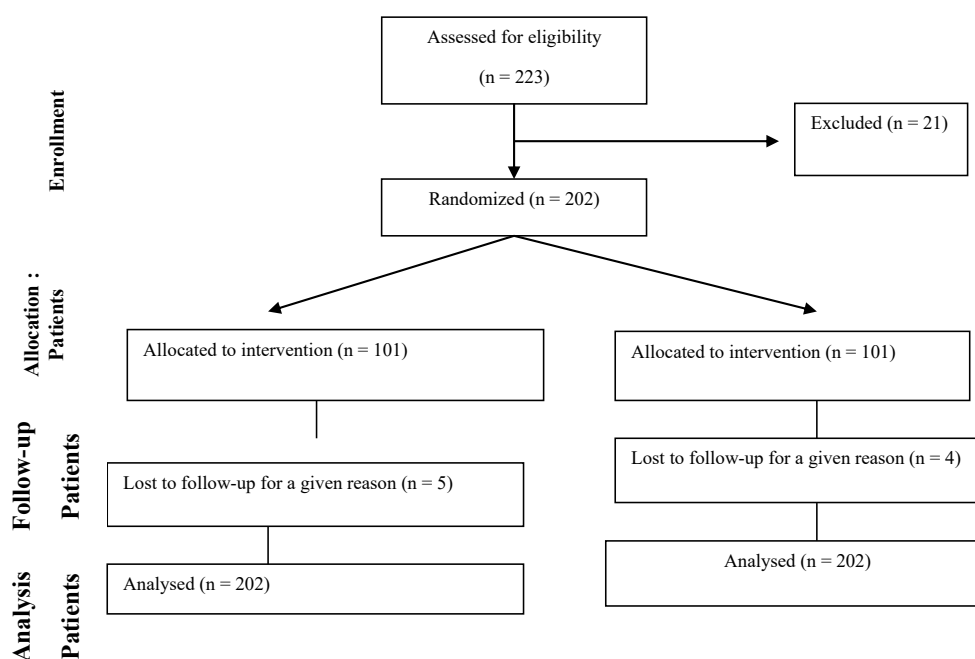 Assessed for eligibility
(n = 223)
Enrollment
Excluded (n = 21)
Randomized (n = 202)
Allocation :
Patients
Allocated to intervention (n = 101)
Allocated to intervention (n = 101)
Follow-up
Patients
Lost to follow-up for a given reason (n = 5)
Lost to follow-up for a given reason (n = 4)
Analysis
Patients
Analysed (n = 202)
Analysed (n = 202)